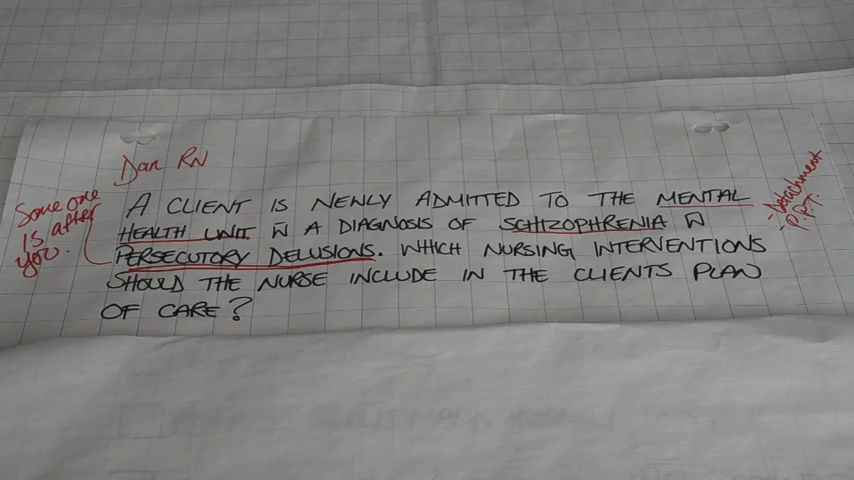 Dan RN
Some one
is after
you.
A CLIENT IS NENLY ADMITTED TO THE MENTAL
HEALTH UNIT W̄ A DIAGNOSIS OF SCHIZOPHRENIA W̄
PERSECUTORY DELUSIONS. WHICH NURSING INTERVENTIONS
SHOULD THE NURSE INCLUDE IN THE CLIENTS PLAN
OF CARE?
-Detachment
-P.P.T.